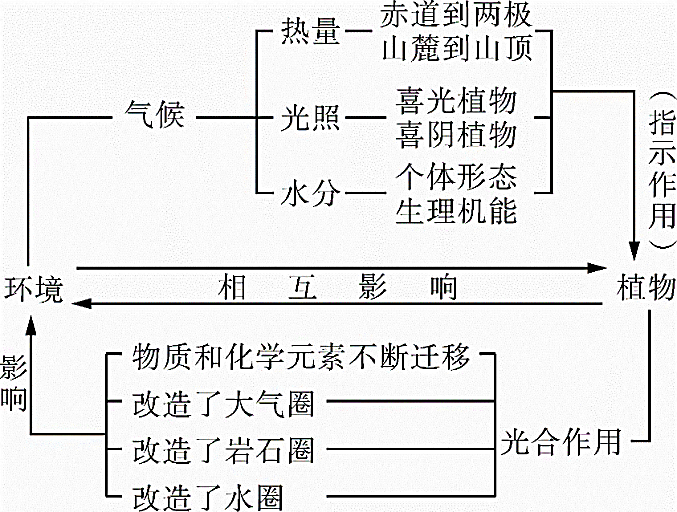 热量
赤道到两极
山麓到山顶
气候
光照
喜光植物
喜阴植物
水分
个体形态
生理机能
（指示作用）
环境
相互影响
植物
影响
物质和化学元素不断迁移
改造了大气圈
改造了岩石圈
改造了水圈
光合作用